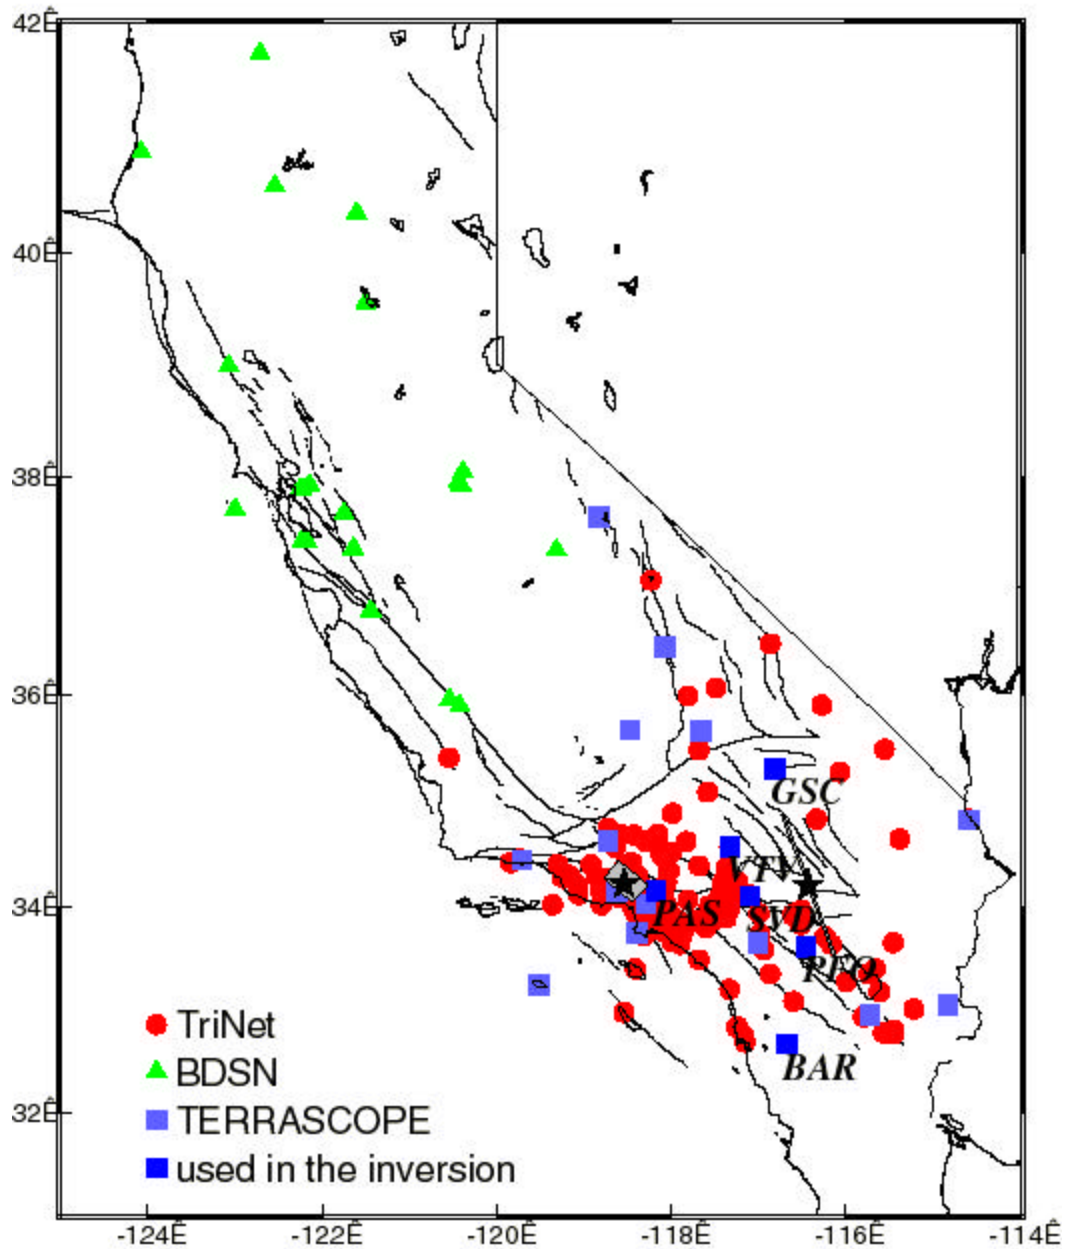 42Ê
40Ê
38Ê
36Ê
34Ê
32Ê
GSC
VTV
PAS
SVD
PFO
BAR
TriNet
BDSN
TERRASCOPE
used in the inversion
-124Ê -122Ê -120Ê -118Ê -116Ê -114Ê